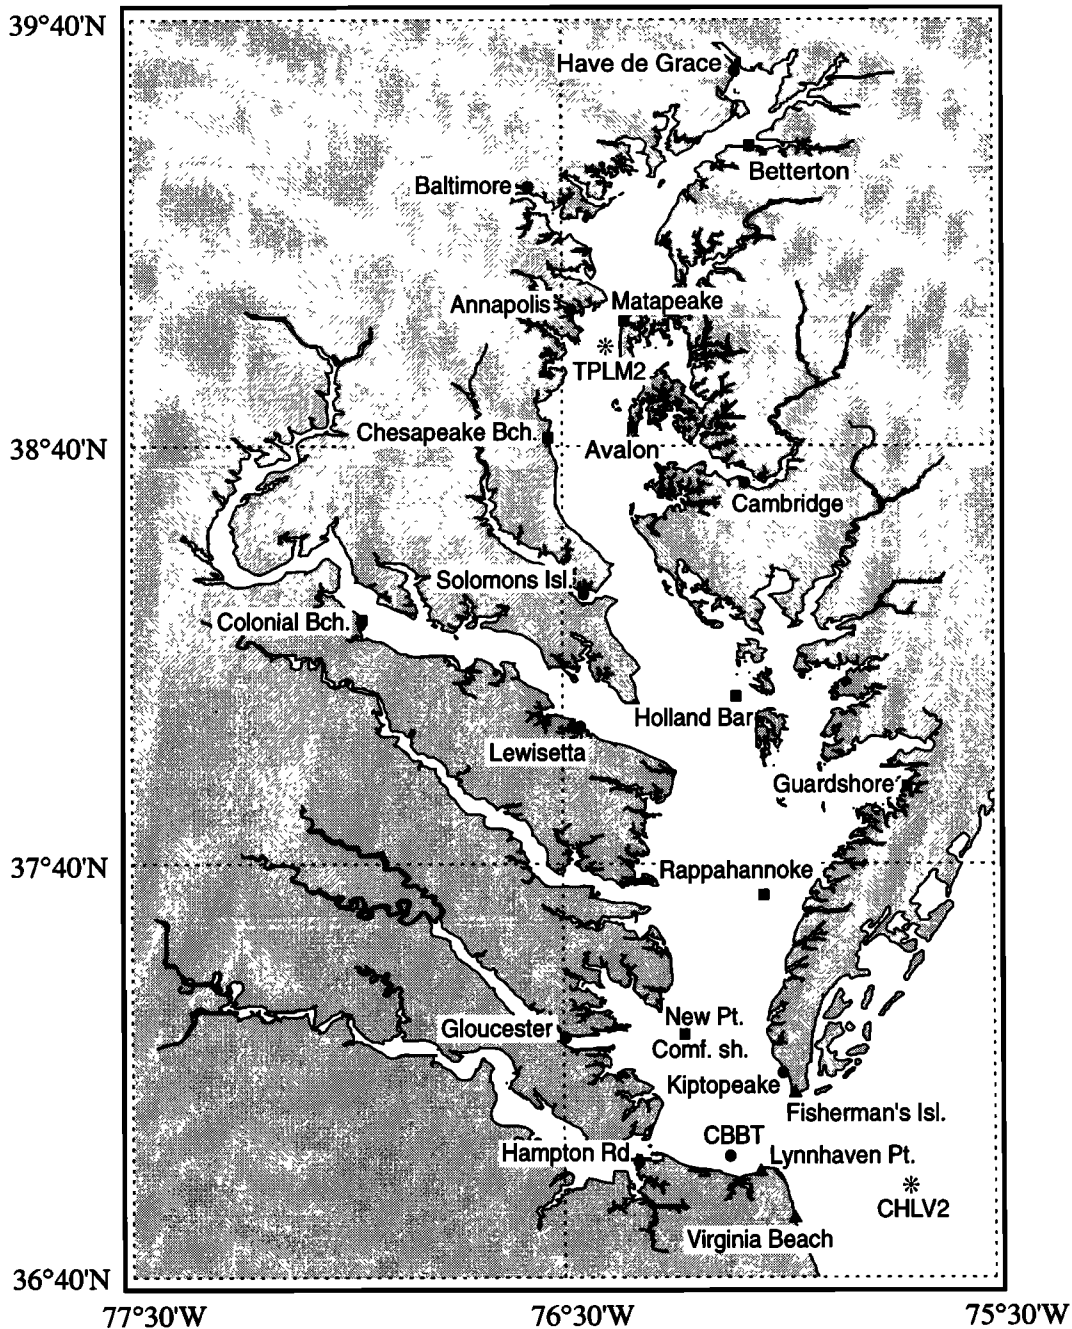 39°40'N
Have de Grace
Betterton
Baltimore
Annapolis
Matapeake
TPLM2
Chesapeake Bch.
38°40'N
Avalon
Cambridge
Solomons Isl.
Colonial Bch.
Holland Bar
Lewisetta
Guardshore
37°40'N
Rappahannoke
New Pt.
Comf. sh.
Gloucester
Kiptopeake
Fisherman's Isl.
CBBT
Hampton Rd.
Lynnhaven Pt.
CHLV2
Virginia Beach
36°40'N
77°30'W
76°30'W
75°30'W